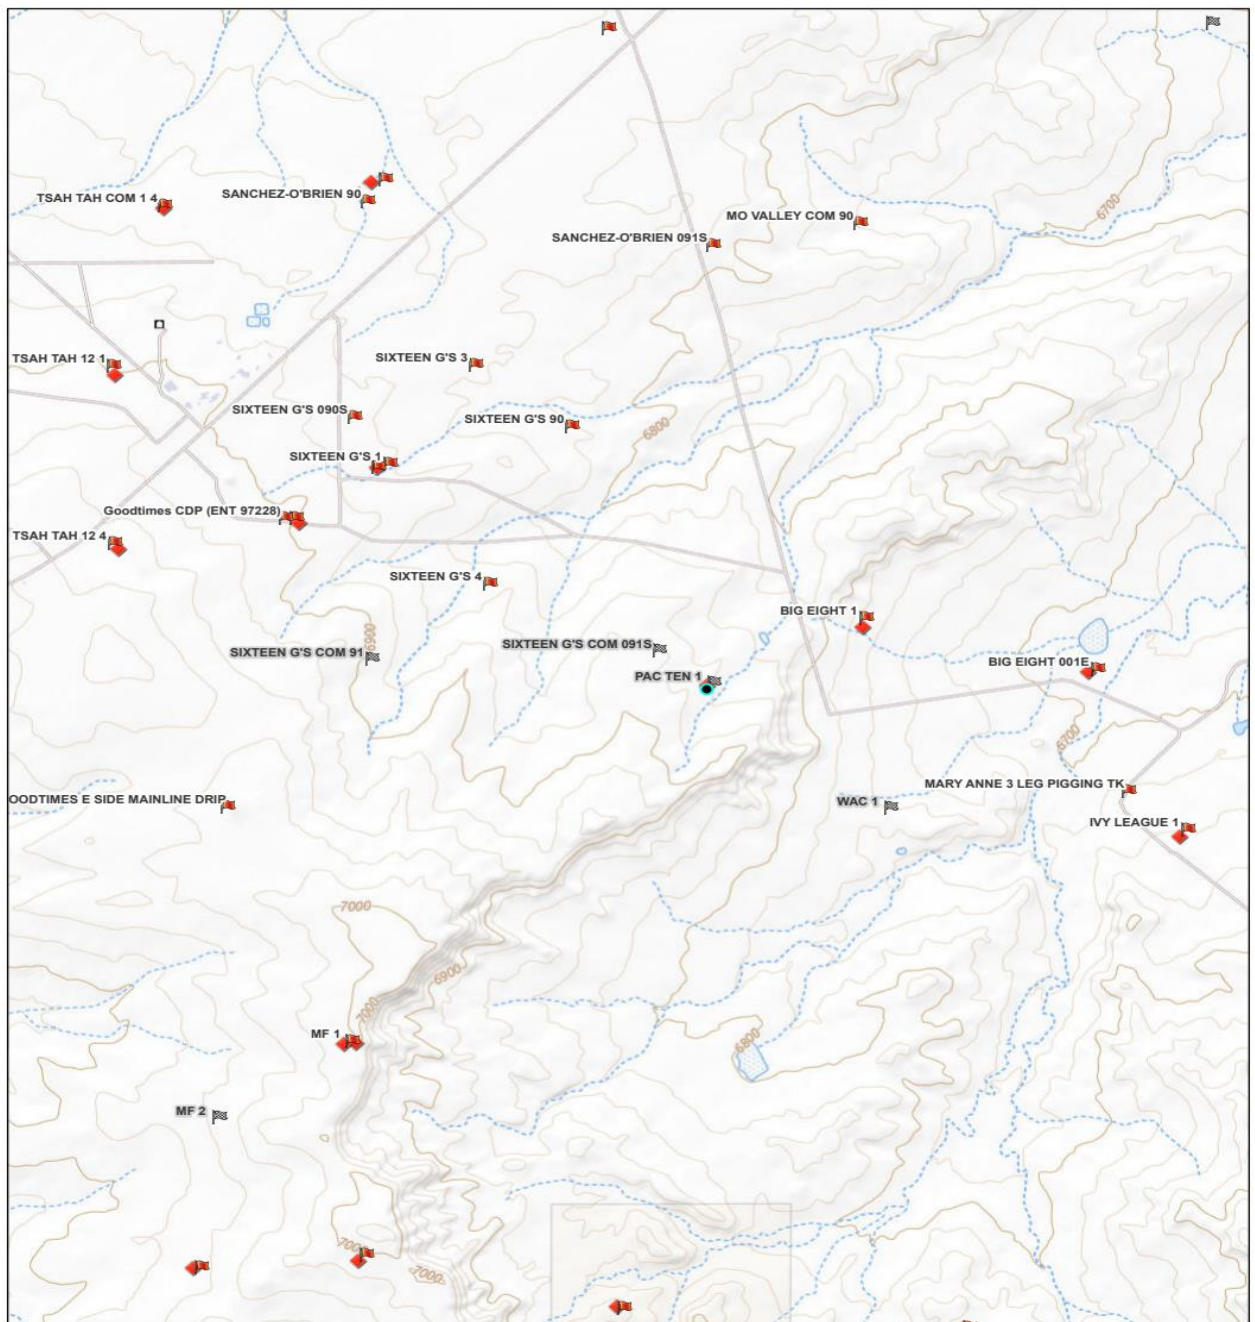 6700
TSAH TAH COM 1 4
SANCHEZ-O'BRIEN 90
MO VALLEY COM 90
SANCHEZ-O'BRIEN 091S
TSAH TAH 12 1
SIXTEEN G'S 3
SIXTEEN G'S 090S
SIXTEEN G'S 90
6800
SIXTEEN G'S 1
Goodtimes CDP (ENT 97228)
TSAH TAH 12 4
SIXTEEN G'S 4
BIG EIGHT 1
6900
SIXTEEN G'S COM 91
SIXTEEN G'S COM 091S
BIG EIGHT 001E
PAC TEN 1
6700
MARY ANNE 3 LEG PIGGING TK
OODTIMES E SIDE MAINLINE DRIP
WAC 1
IVY LEAGUE 1
7000
6900
7000
MF 1
6800
MF 2
7000
7000